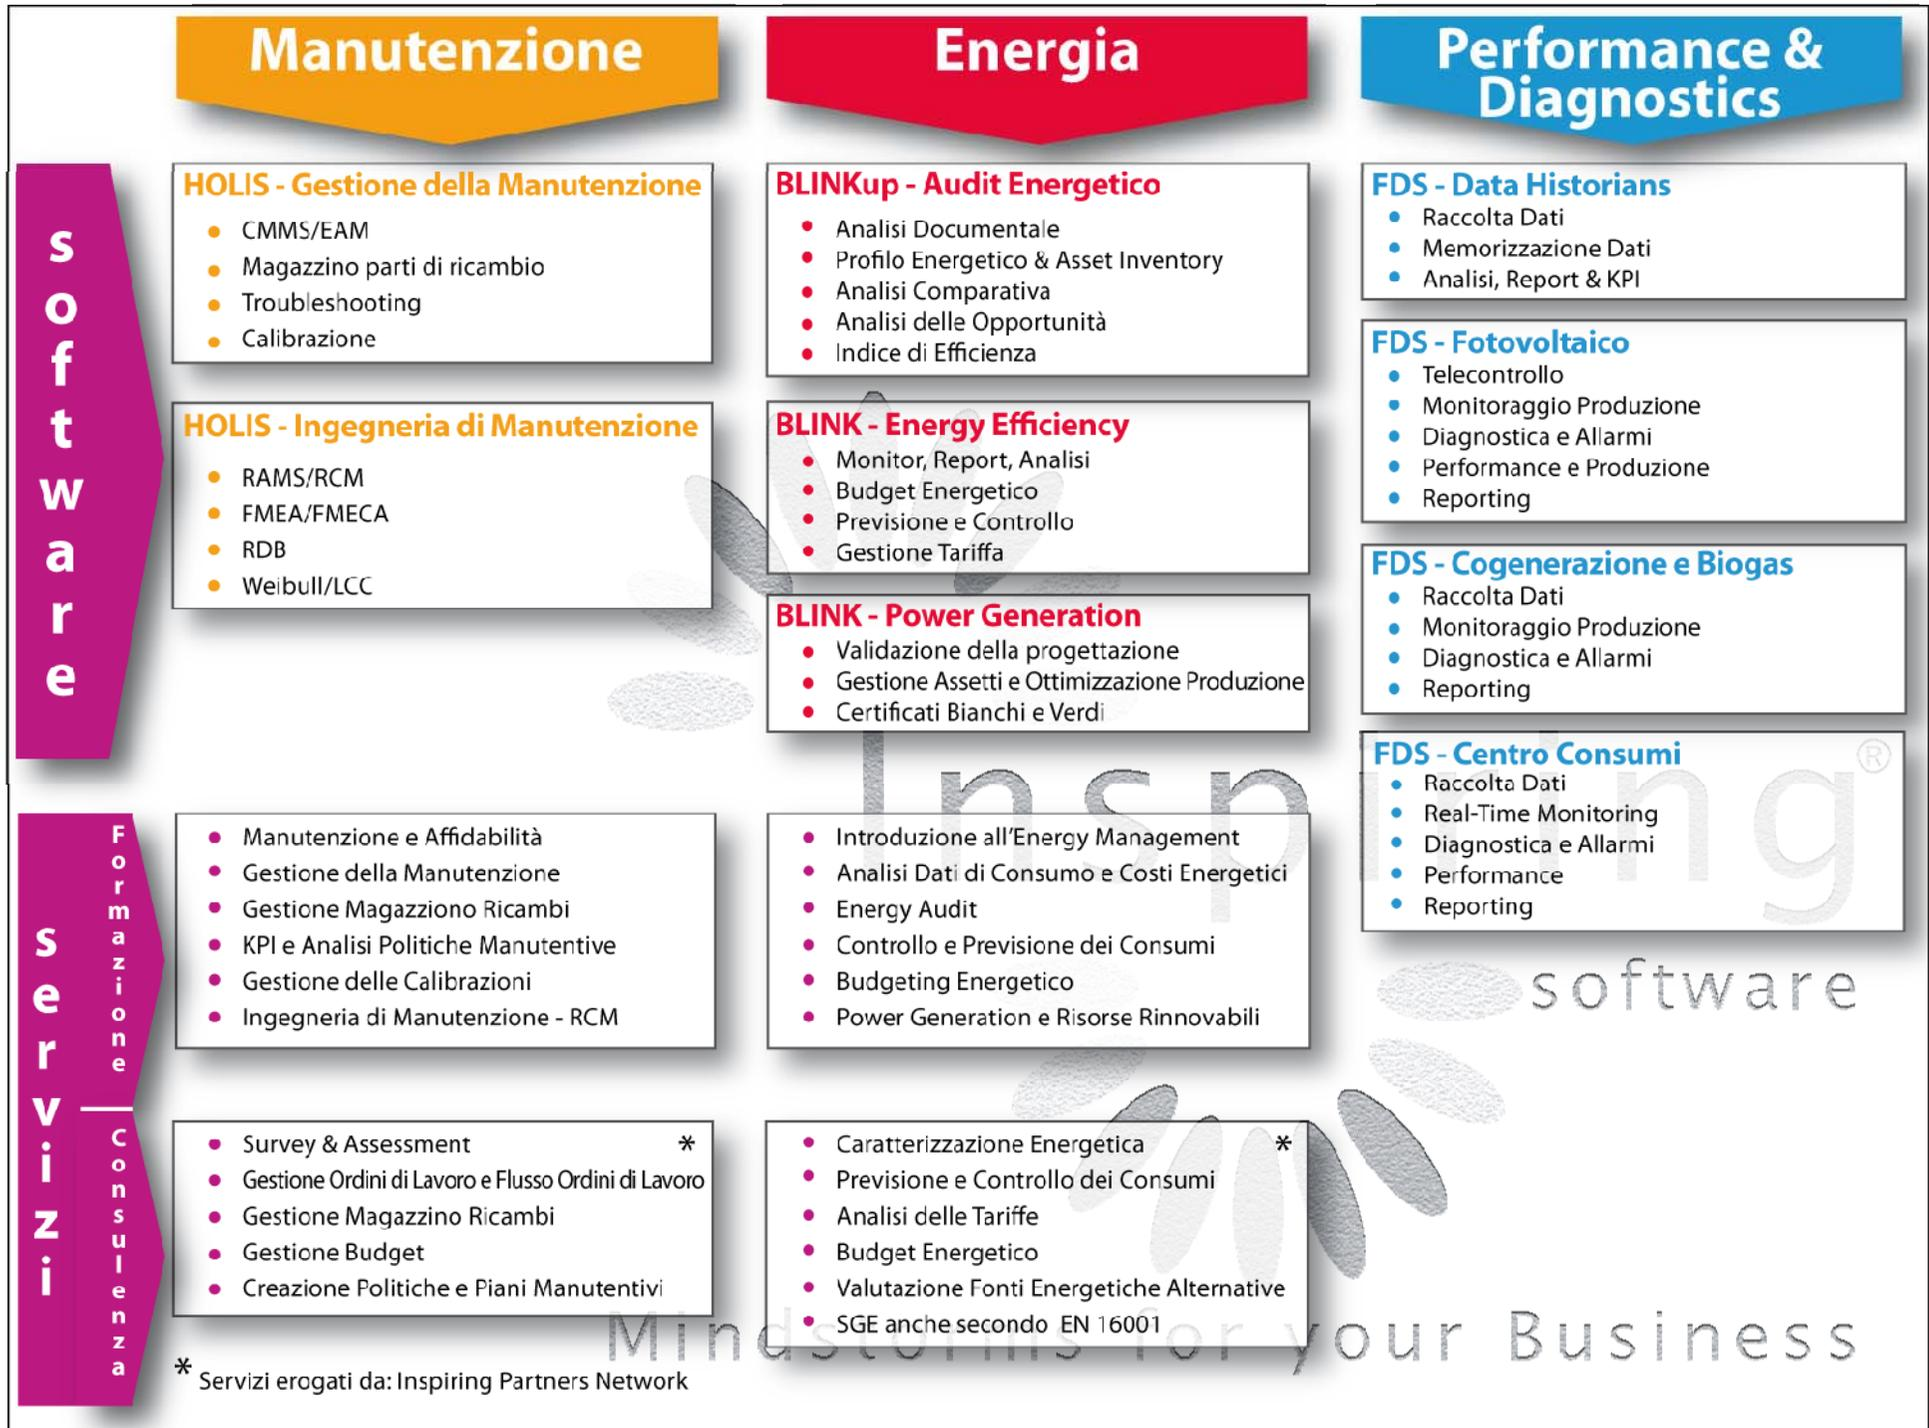 Manutenzione
Energia
Performance &
Diagnostics
software
HOLIS - Gestione della Manutenzione
CMMS/EAM
Magazzino parti di ricambio
Troubleshooting
Calibrazione
HOLIS - Ingegneria di Manutenzione
RAMS/RCM
FMEA/FMECA
RDB
Weibull/LCC
BLINKup - Audit Energetico
Analisi Documentale
Profilo Energetico & Asset Inventory
Analisi Comparativa
Analisi delle Opportunità
Indice di Efficienza
BLINK - Energy Efficiency
Monitor, Report, Analisi
Budget Energetico
Previsione e Controllo
Gestione Tariffa
BLINK - Power Generation
Validazione della progettazione
Gestione Assetti e Ottimizzazione Produzione
Certificati Bianchi e Verdi
FDS - Data Historians
Raccolta Dati
Memorizzazione Dati
Analisi, Report & KPI
FDS - Fotovoltaico
Telecontrollo
Monitoraggio Produzione
Diagnostica e Allarmi
Performance e Produzione
Reporting
FDS - Cogenerazione e Biogas
Raccolta Dati
Monitoraggio Produzione
Diagnostica e Allarmi
Reporting
FDS - Centro Consumi
Raccolta Dati
Real-Time Monitoring
Diagnostica e Allarmi
Performance
Reporting
servizi
Formazione
Manutenzione e Affidabilità
Gestione della Manutenzione
Gestione Magazziono Ricambi
KPI e Analisi Politiche Manutentive
Gestione delle Calibrazioni
Ingegneria di Manutenzione - RCM
Introduzione all'Energy Management
Analisi Dati di Consumo e Costi Energetici
Energy Audit
Controllo e Previsione dei Consumi
Budgeting Energetico
Power Generation e Risorse Rinnovabili
Consulenza
Survey & Assessment *
Gestione Ordini di Lavoro e Flusso Ordini di Lavoro
Gestione Magazzino Ricambi
Gestione Budget
Creazione Politiche e Piani Manutentivi
Caratterizzazione Energetica *
Previsione e Controllo dei Consumi
Analisi delle Tariffe
Budget Energetico
Valutazione Fonti Energetiche Alternative
SGE anche secondo EN 16001
* Servizi erogati da: Inspiring Partners Network
Inspiring®
software
Mindstorms for your Business